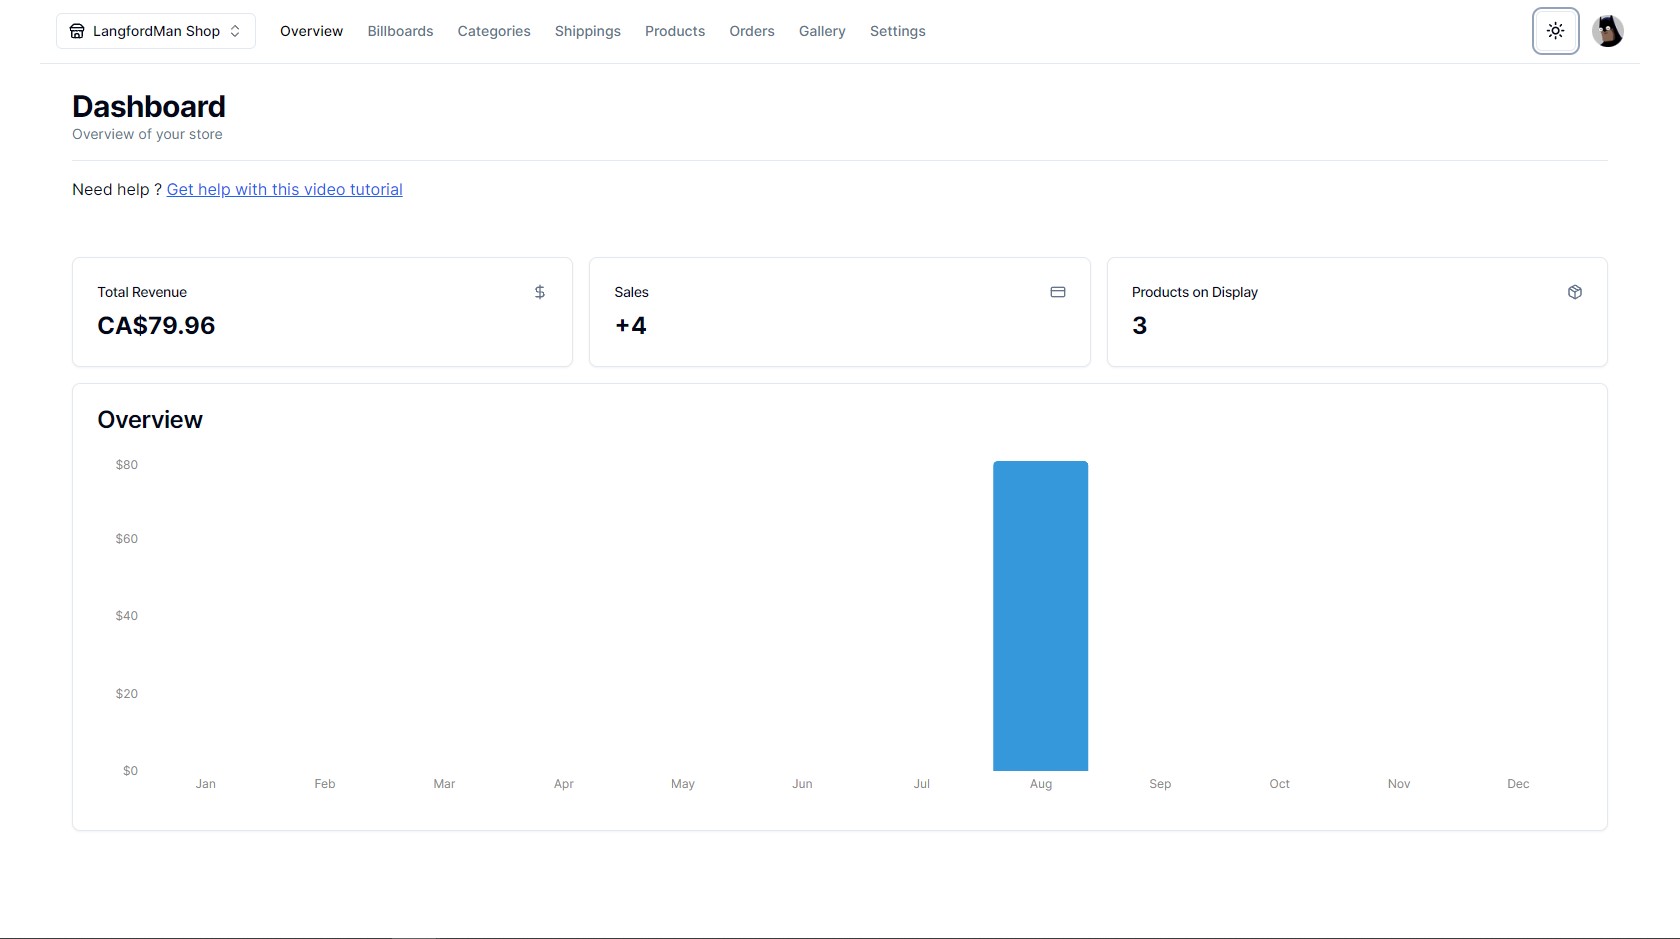 LangfordMan Shop Overview Billboards Categories Shippings Products Orders Gallery Settings
Dashboard
Overview of your store
Need help ? Get help with this video tutorial
Total Revenue $
CA$79.96
Sales
+4
Products on Display
3
Overview
$80
$60
$40
$20
$0
Jan Feb Mar Apr May Jun Jul Aug Sep Oct Nov Dec